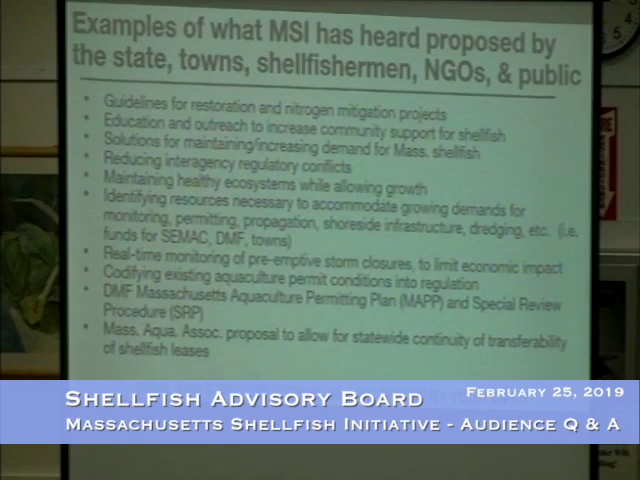 Examples of what MSI has heard proposed by
the state, towns, shellfishermen, NGOs, & public
• Guidelines for restoration and nitrogen mitigation projects
• Education and outreach to increase community support for shellfish
• Solutions for maintaining/increasing demand for Mass. shellfish
• Reducing interagency regulatory conflicts
• Maintaining healthy ecosystems while allowing growth
• Identifying resources necessary to accommodate growing demands for
monitoring, permitting, propagation, shoreside infrastructure, dredging, etc. (i.e.
funds for SEMAC, DMF, towns)
• Real-time monitoring of pre-emptive storm closures, to limit economic impact
• Codifying existing aquaculture permit conditions into regulation
• DMF Massachusetts Aquaculture Permitting Plan (MAPP) and Special Review
Procedure (SRP)
• Mass. Aqua. Assoc. proposal to allow for statewide continuity of transferability
of shellfish leases
Shellfish Advisory Board
February 25, 2019
Massachusetts Shellfish Initiative - Audience Q & A